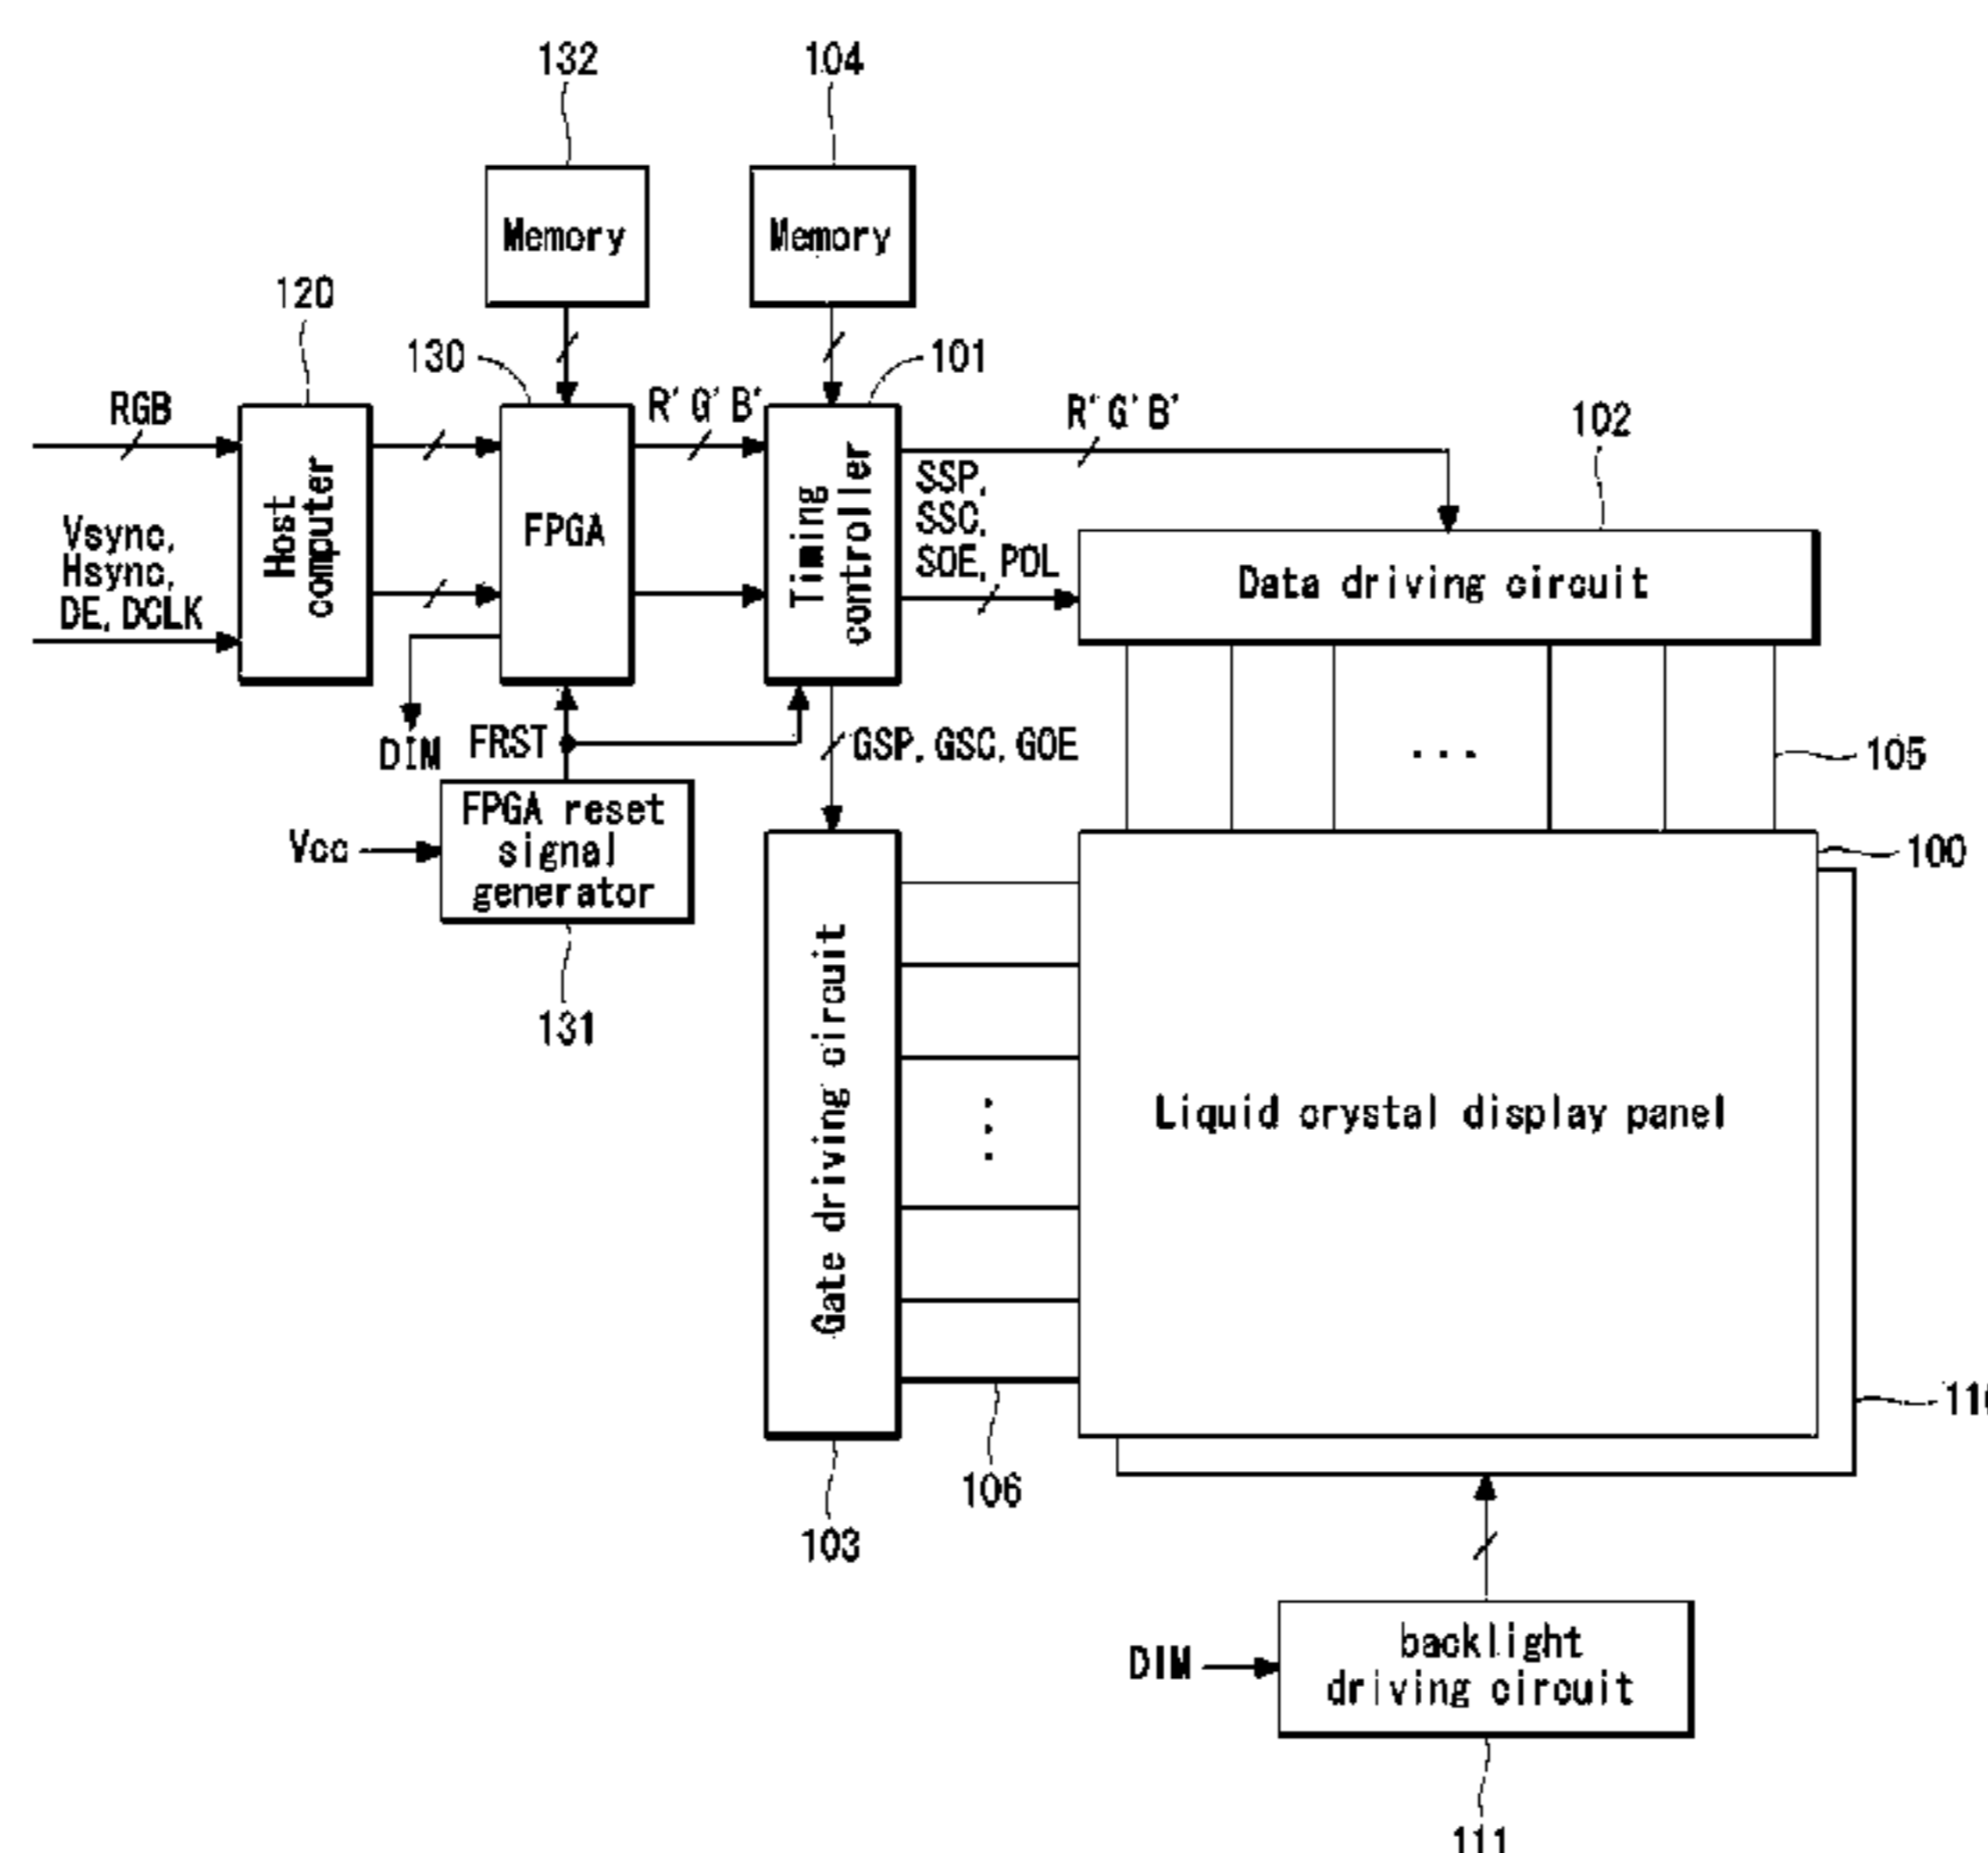 132
104
Memory
Memory
120
130
101
RGB
R'G'B'
R'G'B'
102
Host
computer
FPGA
Timing
controller
SSP,
SSC,
SOE, POL
Vsync,
Hsync,
DE, DCLK
Data driving circuit
DIM
FRST
GSP, GSC, GOE
...
105
Vcc
FPGA reset
signal
generator
100
131
Gate driving circuit
Liquid crystal display panel
106
103
DIM
backlight
driving circuit
111